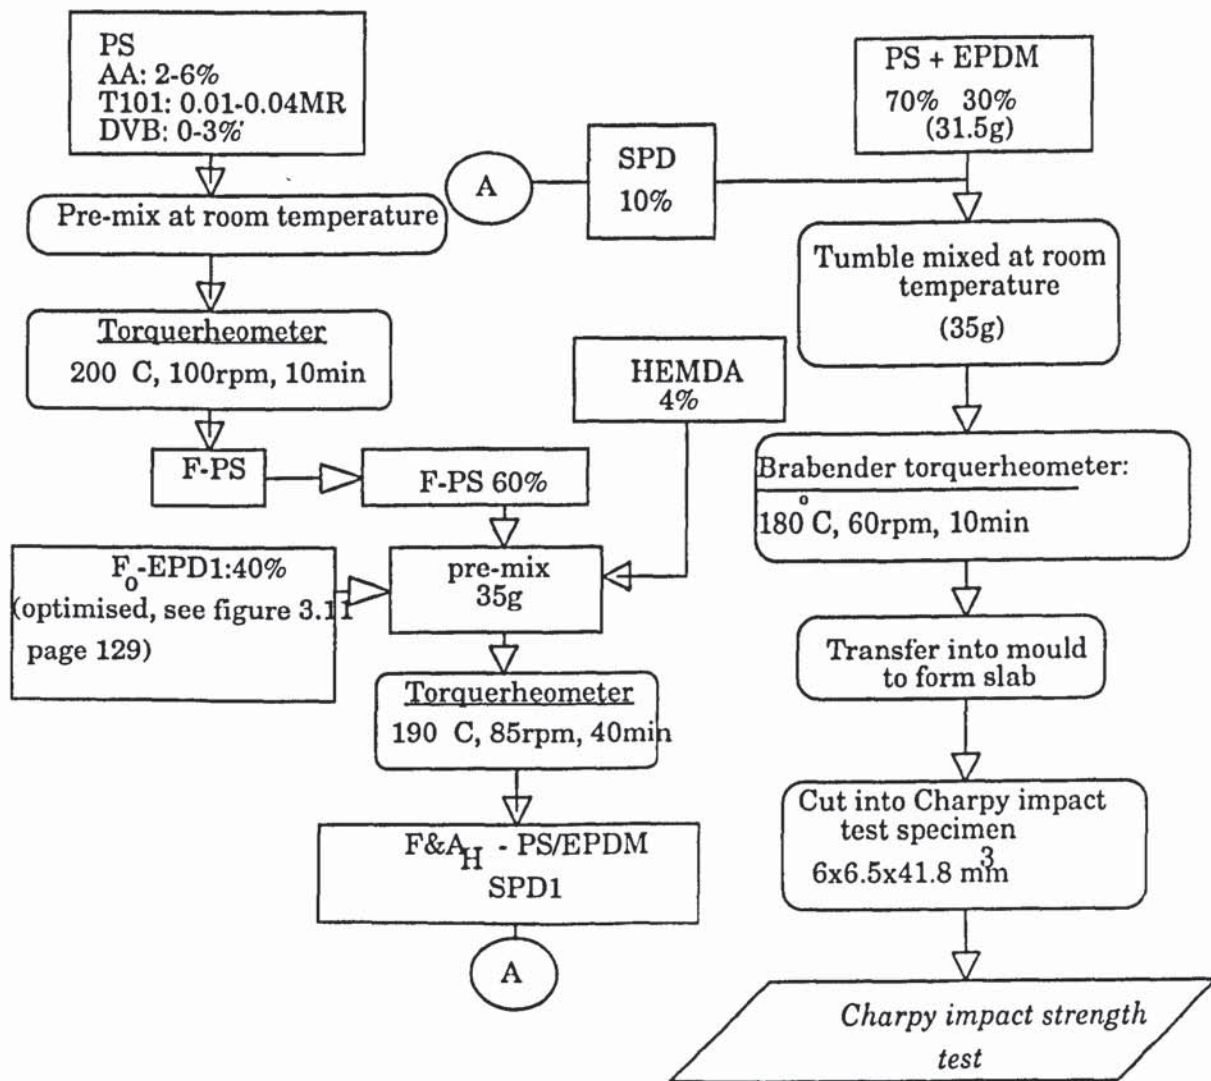 PS
AA: 2-6%
T101: 0.01-0.04MR
DVB: 0-3%
Pre-mix at room temperature
Torquerheometer
200 C, 100rpm, 10min
F-PS
F-PS 60%
HEMDA
4%
Fo-EPD1:40%
(optimised, see figure 3.11
page 129)
pre-mix
35g
Torquerheometer
190 C, 85rpm, 40min
F&A_H - PS/EPDM
SPD1
A
A
SPD
10%
PS + EPDM
70% 30%
(31.5g)
Tumble mixed at room
temperature
(35g)
Brabender torquerheometer:
180°C, 60rpm, 10min
Transfer into mould
to form slab
Cut into Charpy impact
test specimen
6x6.5x41.8 mm³
Charpy impact strength
test